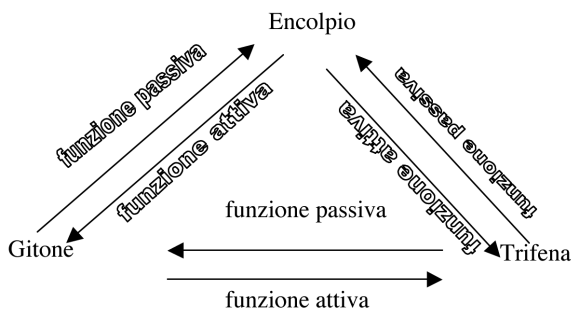 Encolpio
funzione passiva
funzione attiva
funzione passiva
funzione attiva
funzione passiva
Gitone
Trifena
funzione attiva